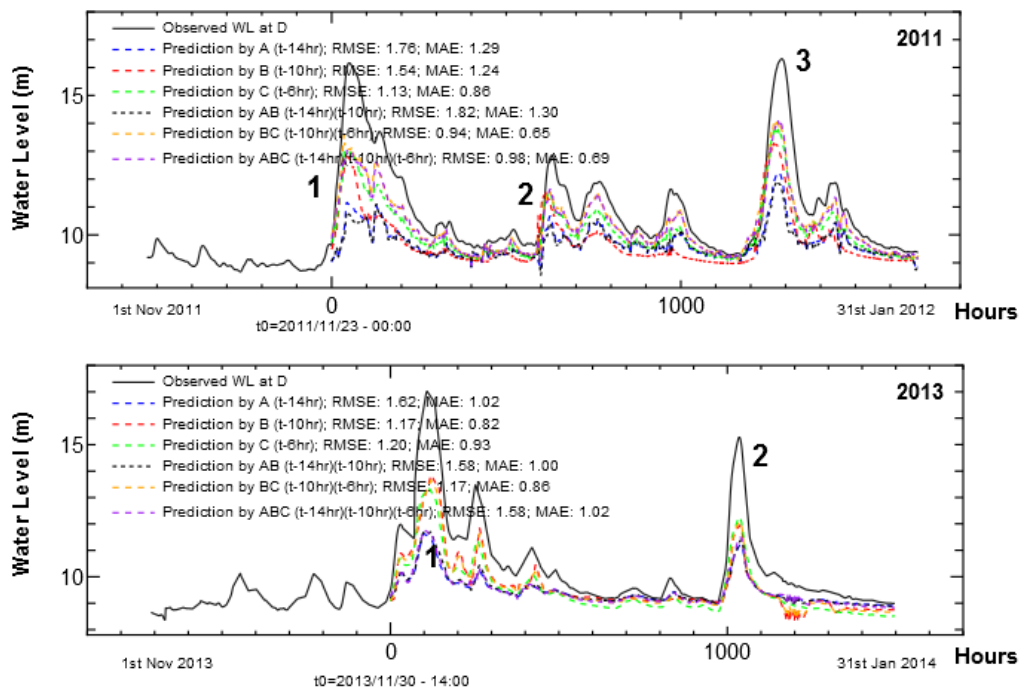 2011
Observed WL at D
Prediction by A (t-14hr); RMSE: 1.76; MAE: 1.29
Prediction by B (t-10hr); RMSE: 1.54; MAE: 1.24
Prediction by C (t-6hr); RMSE: 1.13; MAE: 0.86
Prediction by AB (t-14hr)(t-10hr); RMSE: 1.82; MAE: 1.30
Prediction by BC (t-10hr)(t-6hr); RMSE: 0.94; MAE: 0.65
Prediction by ABC (t-14hr)(t-10hr)(t-6hr); RMSE: 0.98; MAE: 0.69
Water Level (m)
15
10
1
2
3
0
1000
Hours
1st Nov 2011
31st Jan 2012
t0=2011/11/23 - 00:00
2013
Observed WL at D
Prediction by A (t-14hr); RMSE: 1.62; MAE: 1.02
Prediction by B (t-10hr); RMSE: 1.17; MAE: 0.82
Prediction by C (t-6hr); RMSE: 1.20; MAE: 0.93
Prediction by AB (t-14hr)(t-10hr); RMSE: 1.58; MAE: 1.00
Prediction by BC (t-10hr)(t-6hr); RMSE: 1.17; MAE: 0.86
Prediction by ABC (t-14hr)(t-10hr)(t-6hr); RMSE: 1.58; MAE: 1.02
Water Level (m)
15
10
1
2
0
1000
Hours
1st Nov 2013
31st Jan 2014
t0=2013/11/30 - 14:00